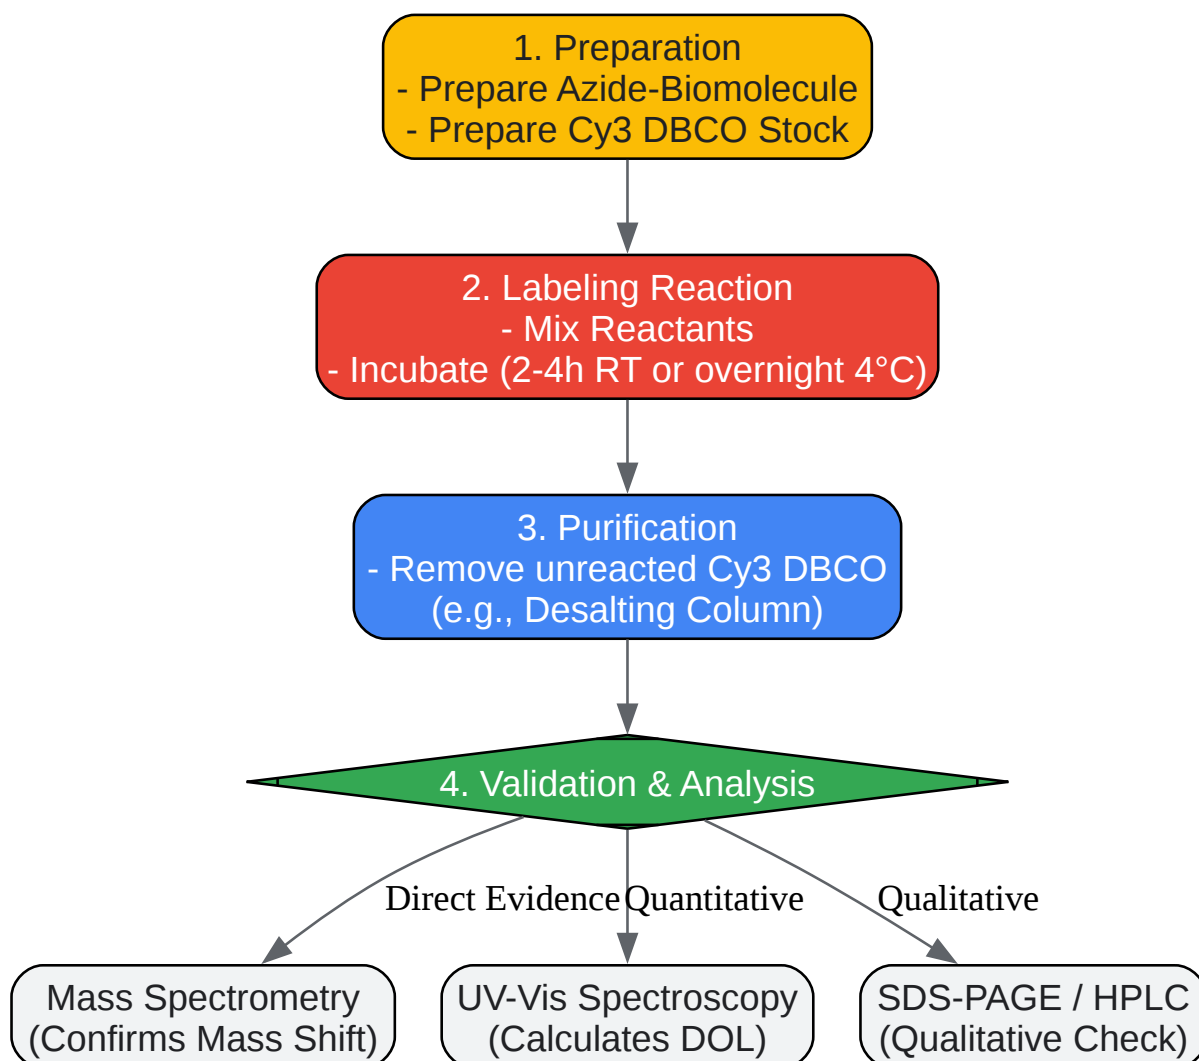 1. Preparation
- Prepare Azide-Biomolecule
- Prepare Cy3 DBCO Stock
2. Labeling Reaction
- Mix Reactants
- Incubate (2-4h RT or overnight 4°C)
3. Purification
- Remove unreacted Cy3 DBCO
(e.g., Desalting Column)
4. Validation & Analysis
Direct Evidence
Quantitative
Qualitative
Mass Spectrometry
(Confirms Mass Shift)
UV-Vis Spectroscopy
(Calculates DOL)
SDS-PAGE / HPLC
(Qualitative Check)